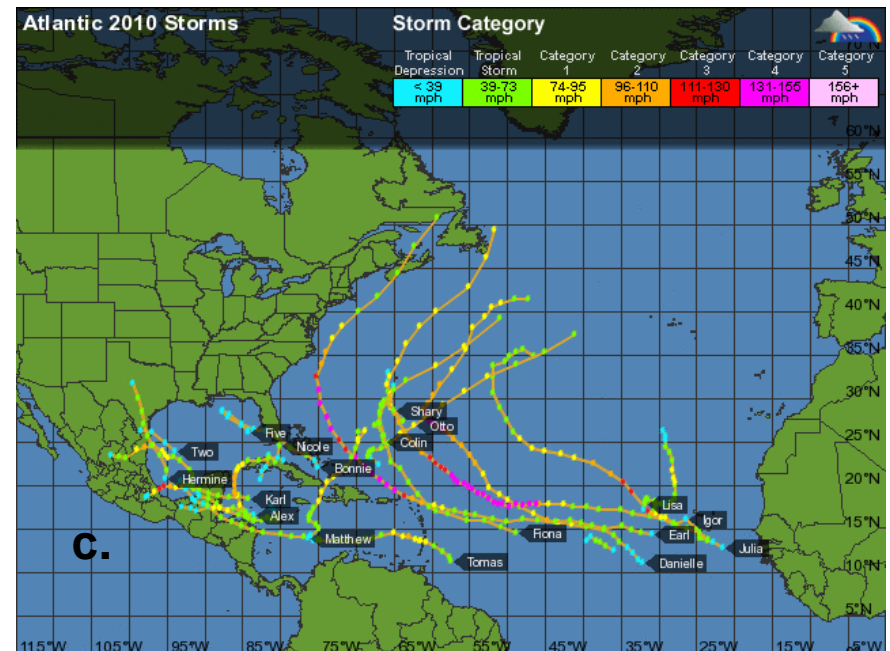 Atlantic 2010 Storms
Storm Category
Tropical Depression
Tropical Storm
Category 1
Category 2
Category 3
Category 4
Category 5
< 39 mph
39-73 mph
74-95 mph
96-110 mph
111-130 mph
131-155 mph
156+ mph
70°N
60°N
55°N
50°N
45°N
40°N
35°N
30°N
25°N
20°N
15°N
10°N
5°N
Shary
Otto
Five
Colin
Two
Nicole
Bonnie
Hermine
Karl
Lisa
Alex
Igor
Fiona
Earl
Matthew
Julia
Tomas
Danielle
c.
115°W
105°W
95°W
85°W
75°W
65°W
55°W
45°W
35°W
25°W
15°W
5°W